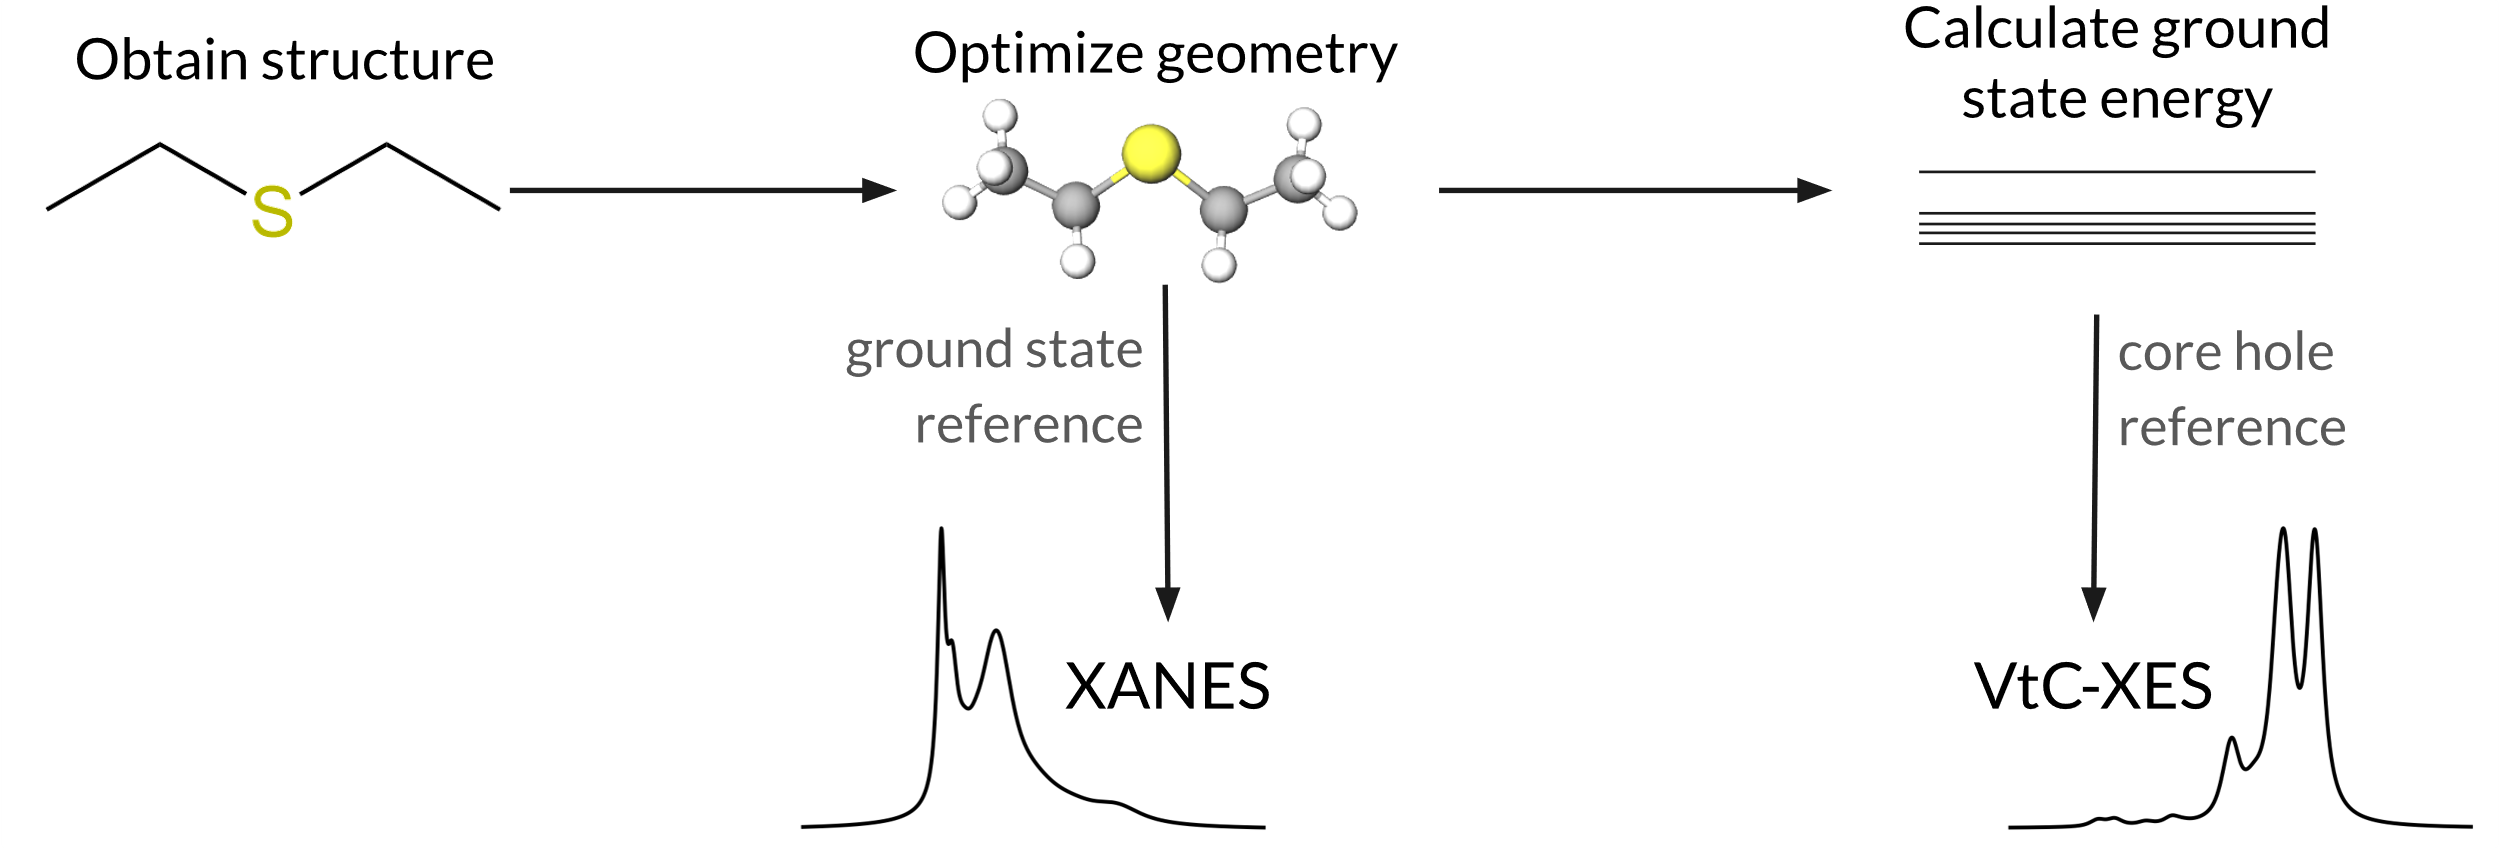 Obtain structure
Optimize geometry
Calculate ground
state energy
S
ground state
reference
core hole
reference
XANES
VtC-XES